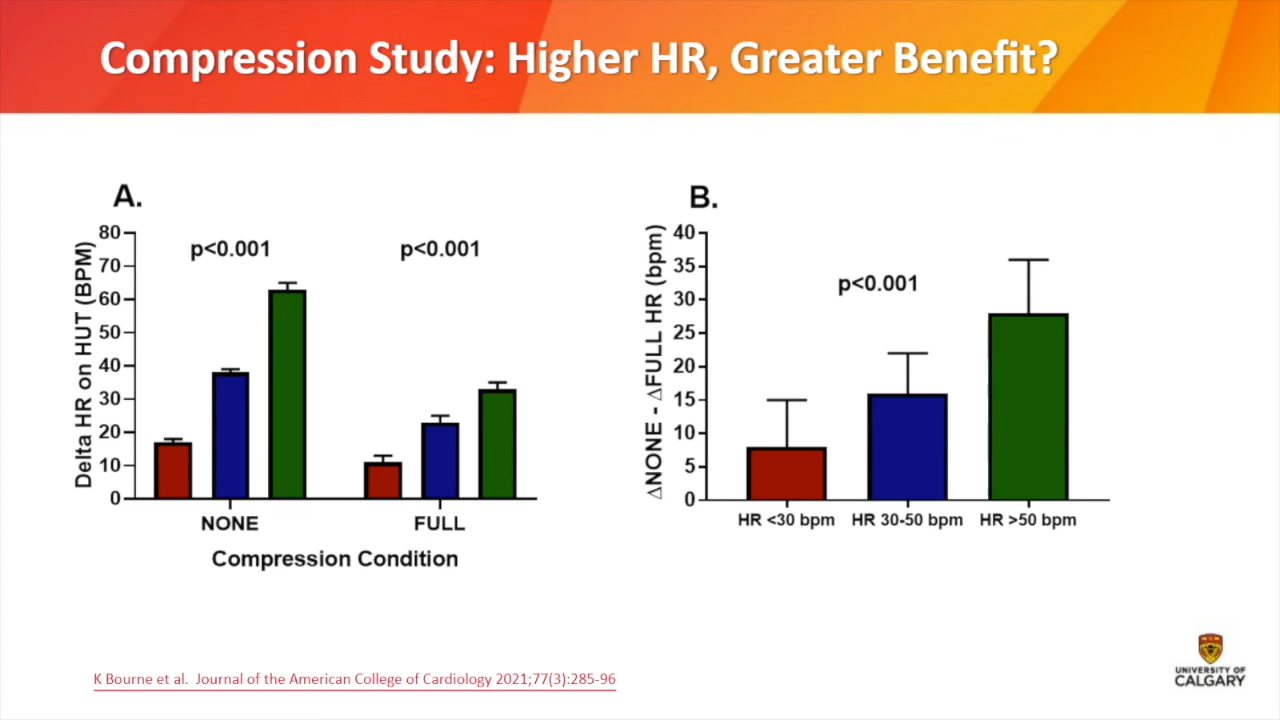 Compression Study: Higher HR, Greater Benefit?
A.
80
70
60
50
40
30
20
10
0
Delta HR on HUT (BPM)
p<0.001
p<0.001
NONE
FULL
Compression Condition
B.
40
35
30
25
20
15
10
5
0
△NONE - △FULL HR (bpm)
p<0.001
HR <30 bpm
HR 30-50 bpm
HR >50 bpm
K Bourne et al.  Journal of the American College of Cardiology 2021;77(3):285-96
UNIVERSITY OF
CALGARY